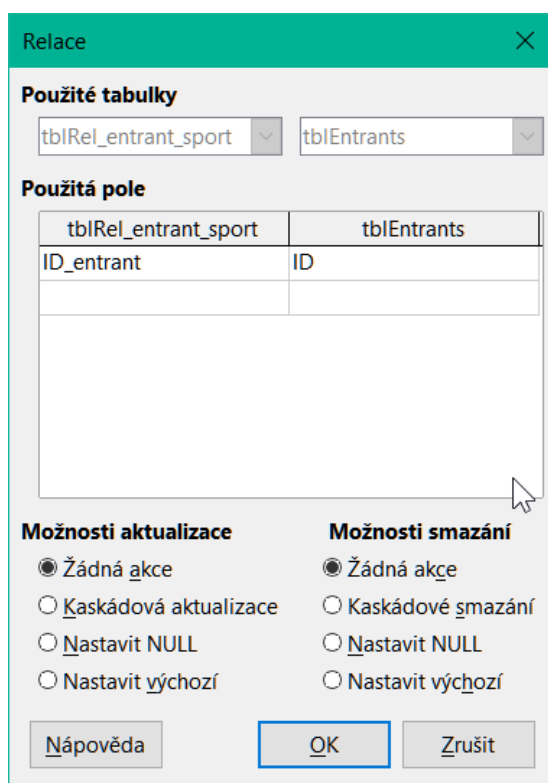 Relace
Použité tabulky
tblRel_entrant_sport tblEntrants
Použitá pole
tblRel_entrant_sport tblEntrants
ID_entrant ID
Možnosti aktualizace Možnosti smazání
Žádná akce Žádná akce
Kaskádová aktualizace Kaskádové smazání
Nastavit NULL Nastavit NULL
Nastavit výchozí Nastavit výchozí
Nápověda OK Zrušit